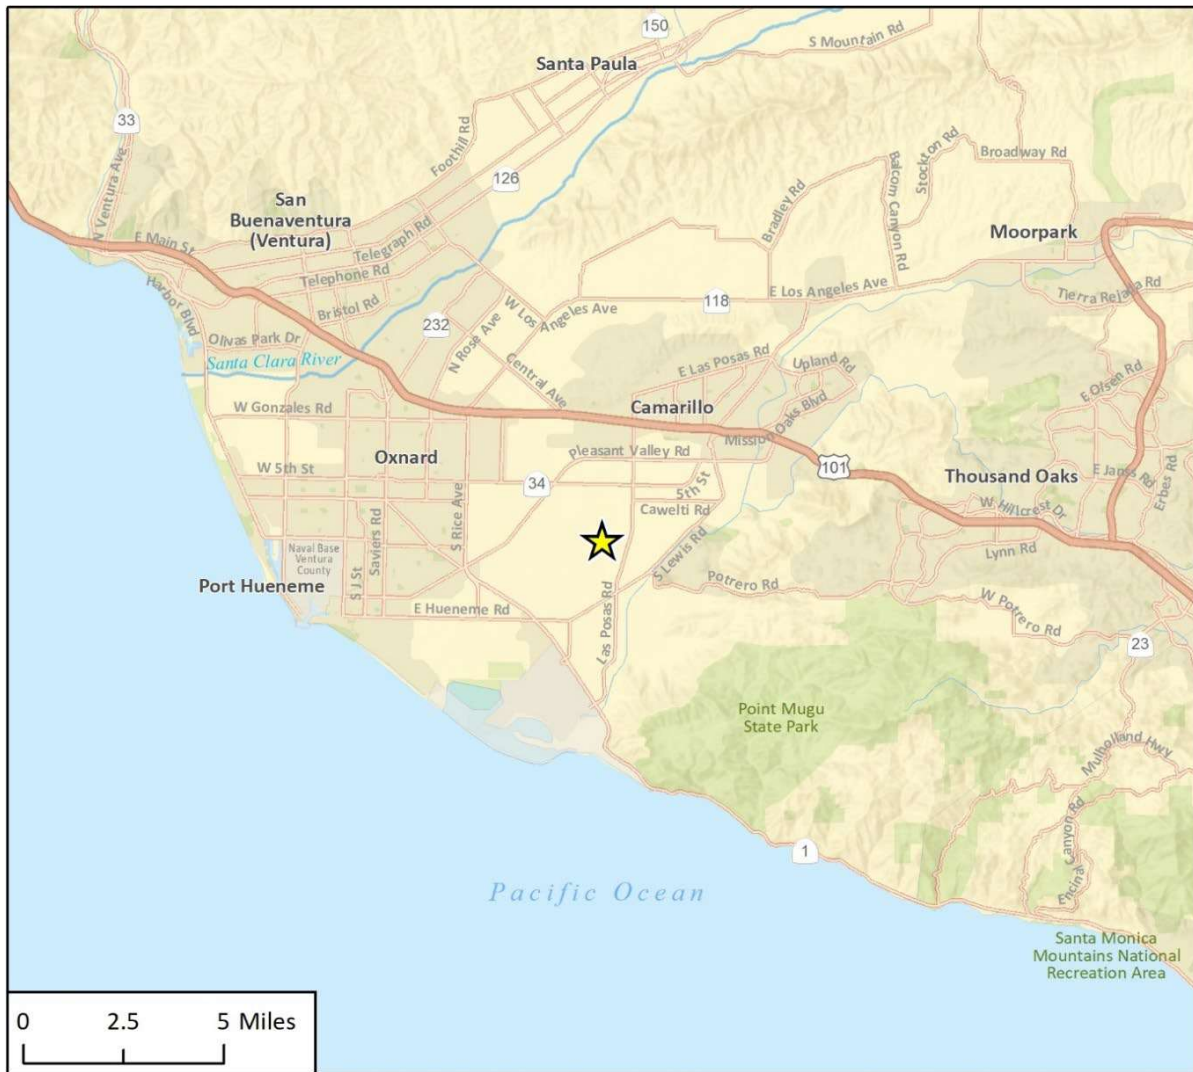 150
S Mountain Rd
Santa Paula
33
Foothill Rd
Stockton Rd
Broadway Rd
N Ventura Ave
126
Balcom Canyon Rd
Bradley Rd
San
Buenaventura
(Ventura)
Telegraph Rd
E Main St
Telephone Rd
Moorpark
Harbor Blvd
Bristol Rd
W Los Angeles Ave
118
E Los Angeles Ave
Tierra Rejada Rd
232
Olivas Park Dr
N Rose Ave
Santa Clara River
Central Ave
E Las Posas Rd
Upland Rd
E Olsen Rd
W Gonzales Rd
Camarillo
Mission Oaks Blvd
Oxnard
Pleasant Valley Rd
W 5th St
101
Thousand Oaks
E Janss Rd
Erbes Rd
34
5th St
Cawelti Rd
W Hillcrest Dr
S Rice Ave
Saviers Rd
Naval Base
Ventura
County
S Lewis Rd
Lynn Rd
Port Hueneme
S J St
Potrero Rd
E Hueneme Rd
W Potrero Rd
Las Posas Rd
23
Point Mugu
State Park
Mulholland Hwy
Encinal Canyon Rd
1
Pacific Ocean
Santa Monica
Mountains National
Recreation Area
0 2.5 5 Miles